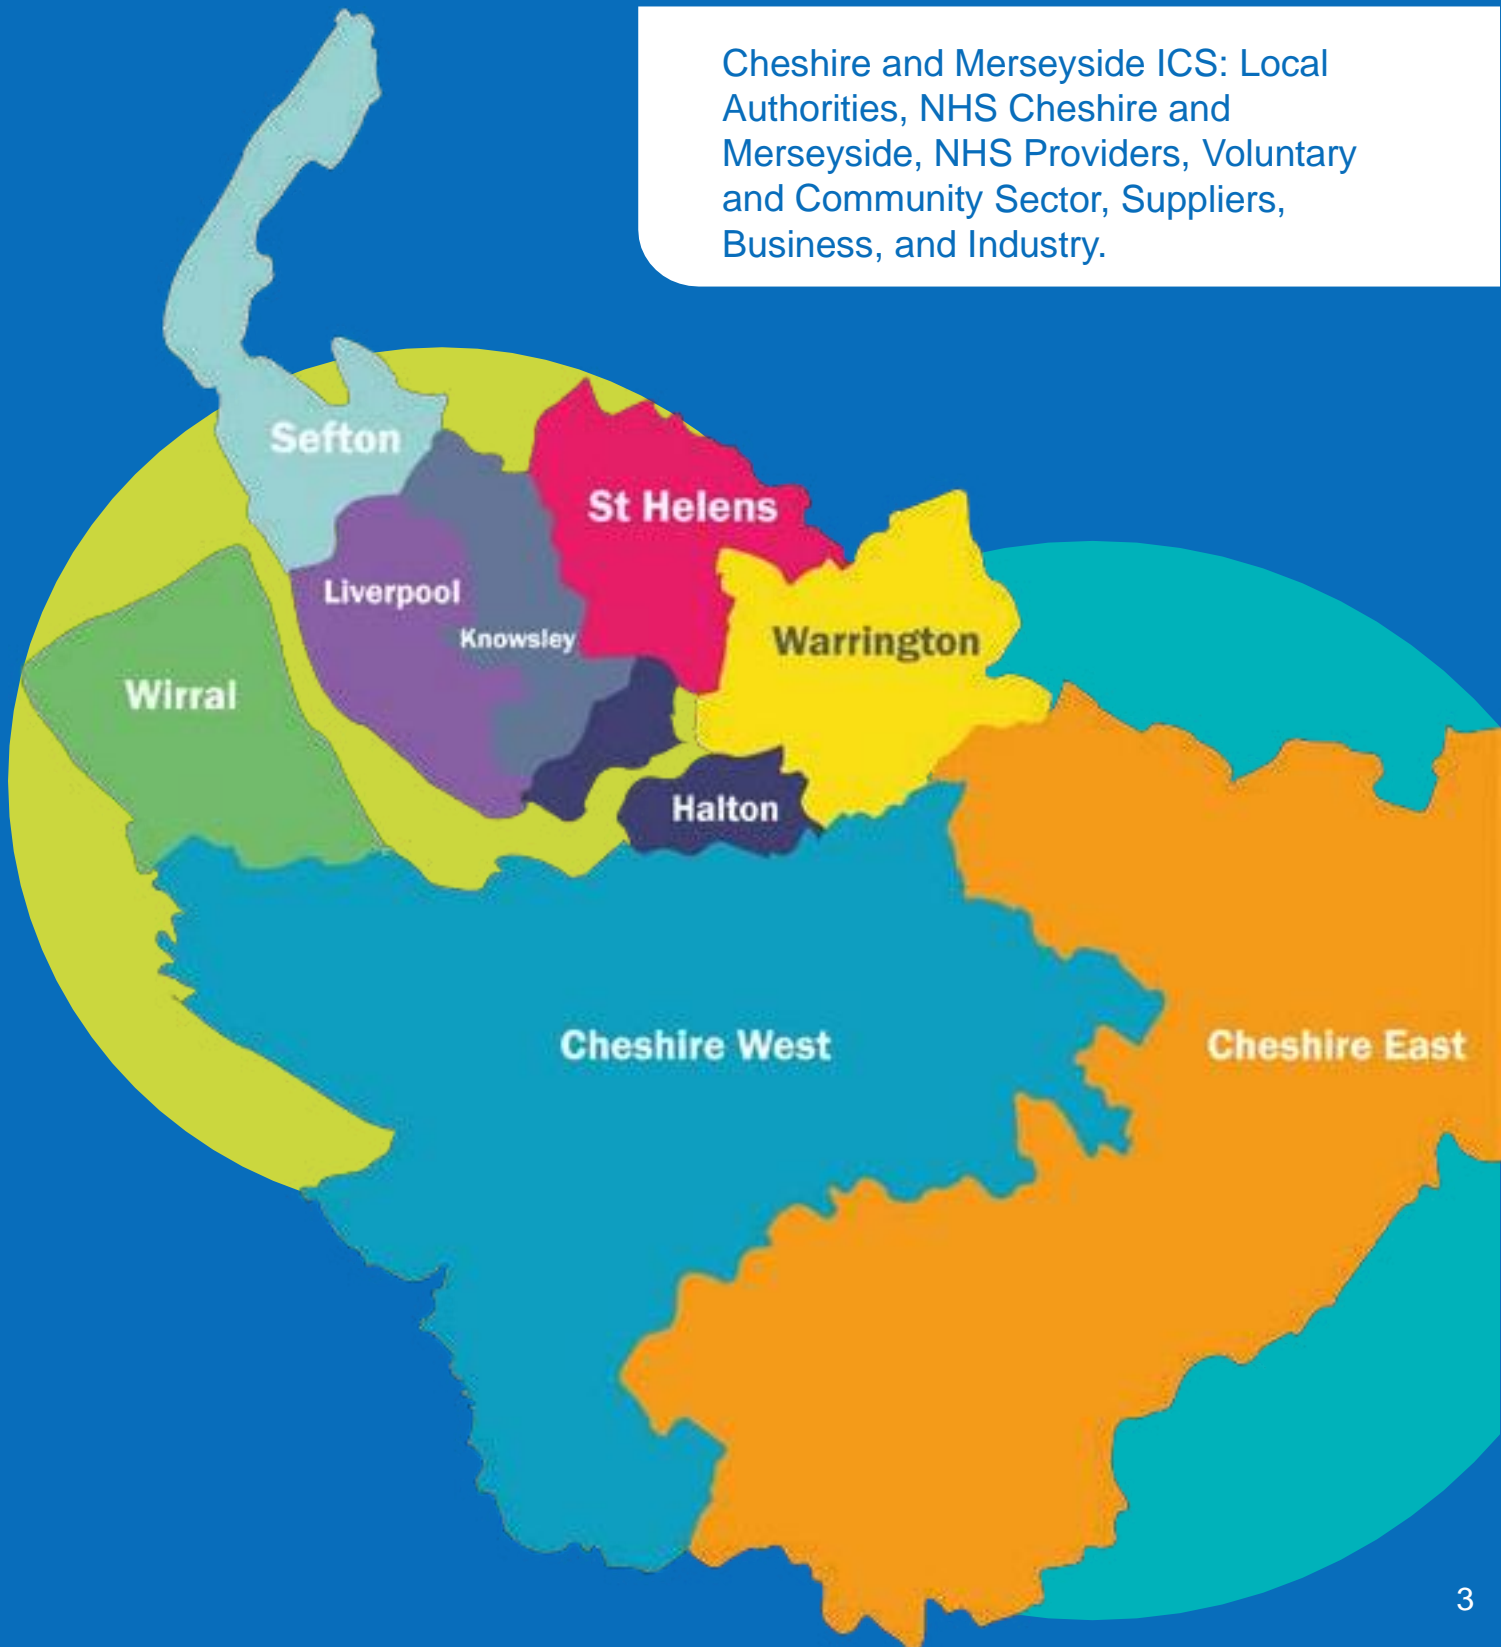 Cheshire and Merseyside ICS: Local
Authorities, NHS Cheshire and
Merseyside, NHS Providers, Voluntary
and Community Sector, Suppliers,
Business, and Industry.
Sefton
St Helens
Liverpool
Knowsley
Warrington
Wirral
Halton
Cheshire West
Cheshire East
3